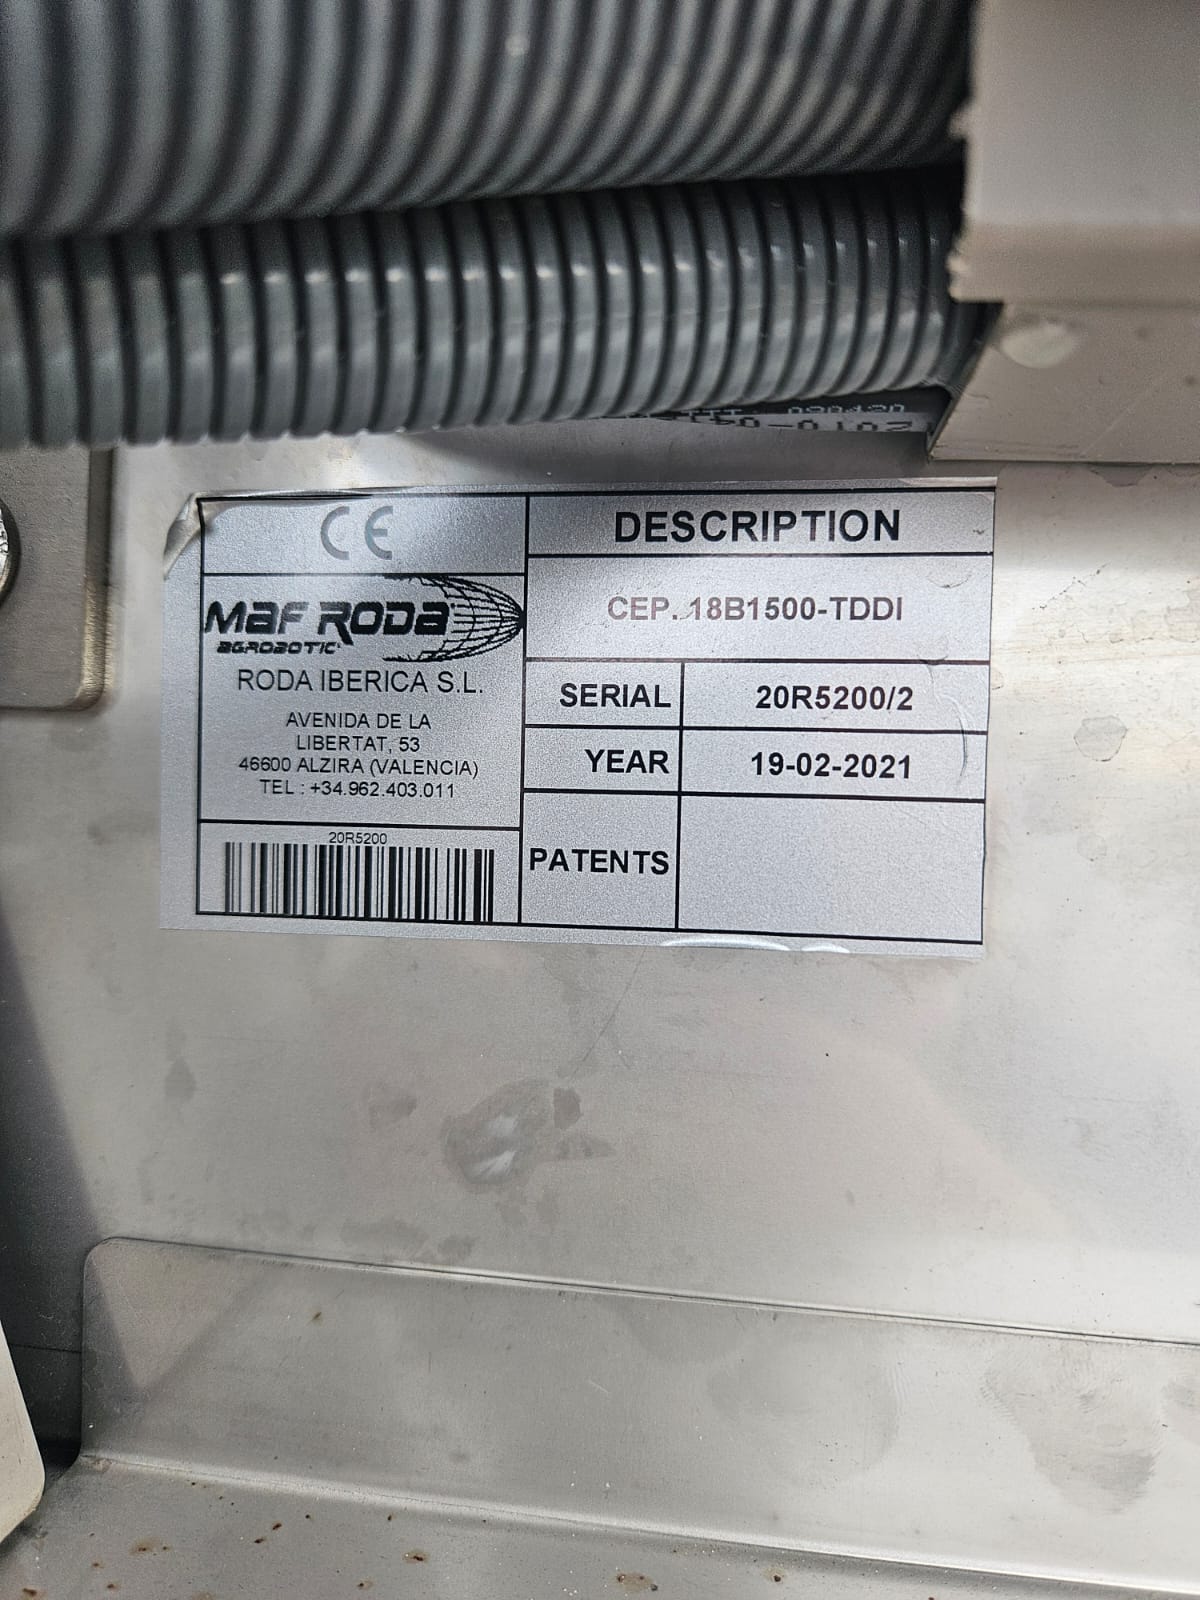 CE
MAF RODA
AGROBOTIC
RODA IBERICA S.L.
AVENIDA DE LA
LIBERTAT, 53
46600 ALZIRA (VALENCIA)
TEL : +34.962.403.011
20R5200
DESCRIPTION
CEP. 18B1500-TDDI
SERIAL 20R5200/2
YEAR 19-02-2021
PATENTS